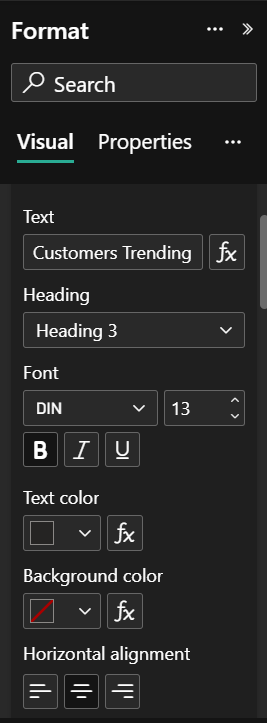 Format
Search
Visual Properties
Text
Customers Trending
fx
Heading
Heading 3
Font
DIN 13
B I U
Text color
fx
Background color
fx
Horizontal alignment